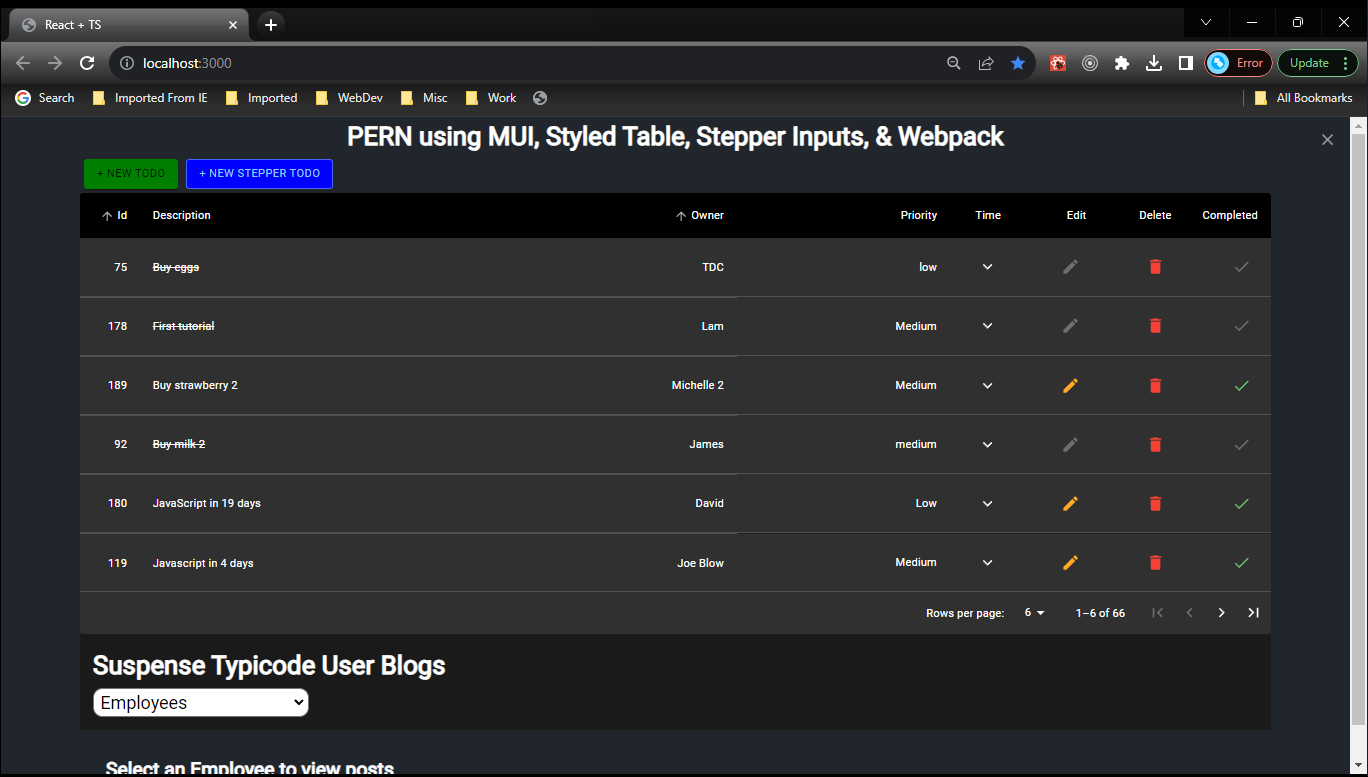 React + TS
localhost:3000
Error
Update
Search Imported From IE Imported WebDev Misc Work All Bookmarks
PERN using MUI, Styled Table, Stepper Inputs, & Webpack
+ NEW TODO + NEW STEPPER TODO
Id Description Owner Priority Time Edit Delete Completed
75 Buy eggs TDC low
178 First tutorial Lam Medium
189 Buy strawberry 2 Michelle 2 Medium
92 Buy milk 2 James medium
180 JavaScript in 19 days David Low
119 Javascript in 4 days Joe Blow Medium
Rows per page: 6 1–6 of 66
Suspense Typicode User Blogs
Employees
Select an Employee to view posts